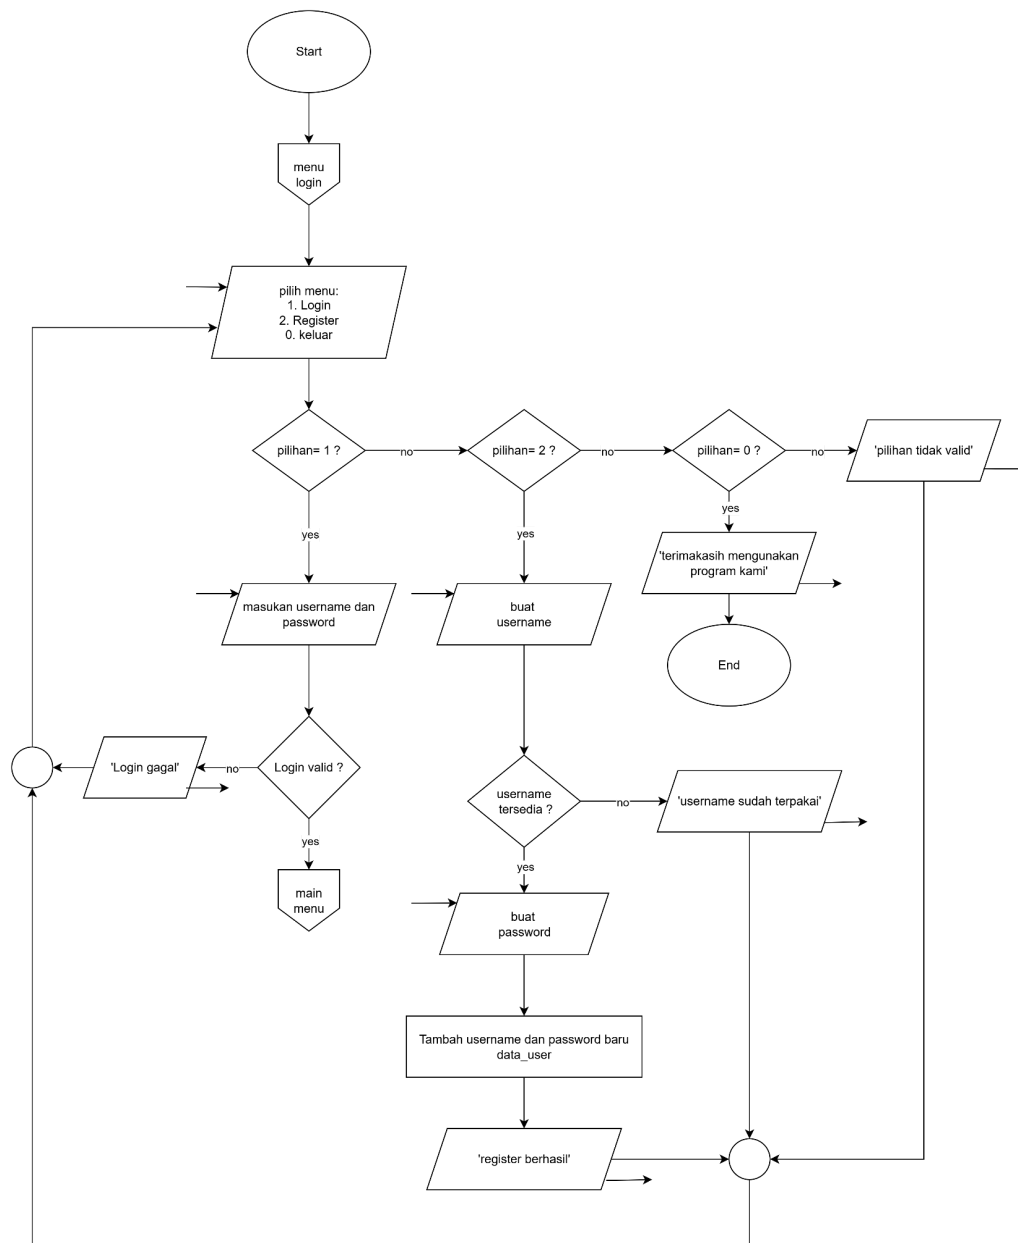 Start
menu
login
pilih menu:
1. Login
2. Register
0. keluar
pilihan= 1 ?
no
pilihan= 2 ?
no
pilihan= 0 ?
no
'pilihan tidak valid'
yes
yes
yes
'terimakasih mengunakan
program kami'
masukan username dan
password
buat
username
End
'Login gagal'
no
Login valid ?
username
tersedia ?
no
'username sudah terpakai'
yes
yes
main
menu
buat
password
Tambah username dan password baru
data_user
'register berhasil'